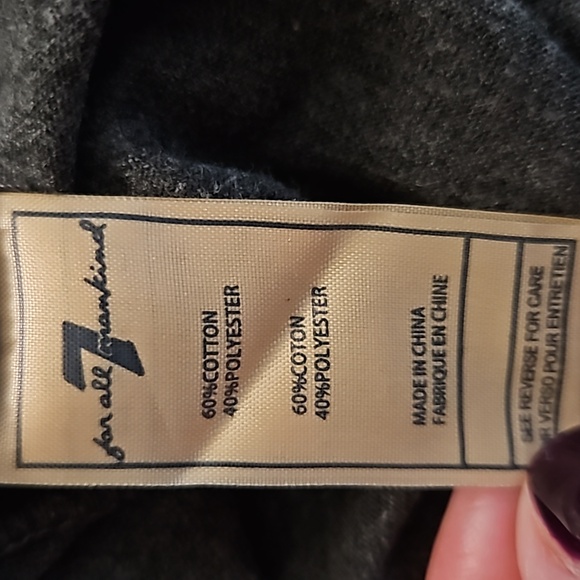 7
for all mankind
60%COTTON
40%POLYESTER
60%COTON
40%POLYESTER
MADE IN CHINA
FABRIQUE EN CHINE
SEE REVERSE FOR CARE
VERSO POUR ENTRETIEN